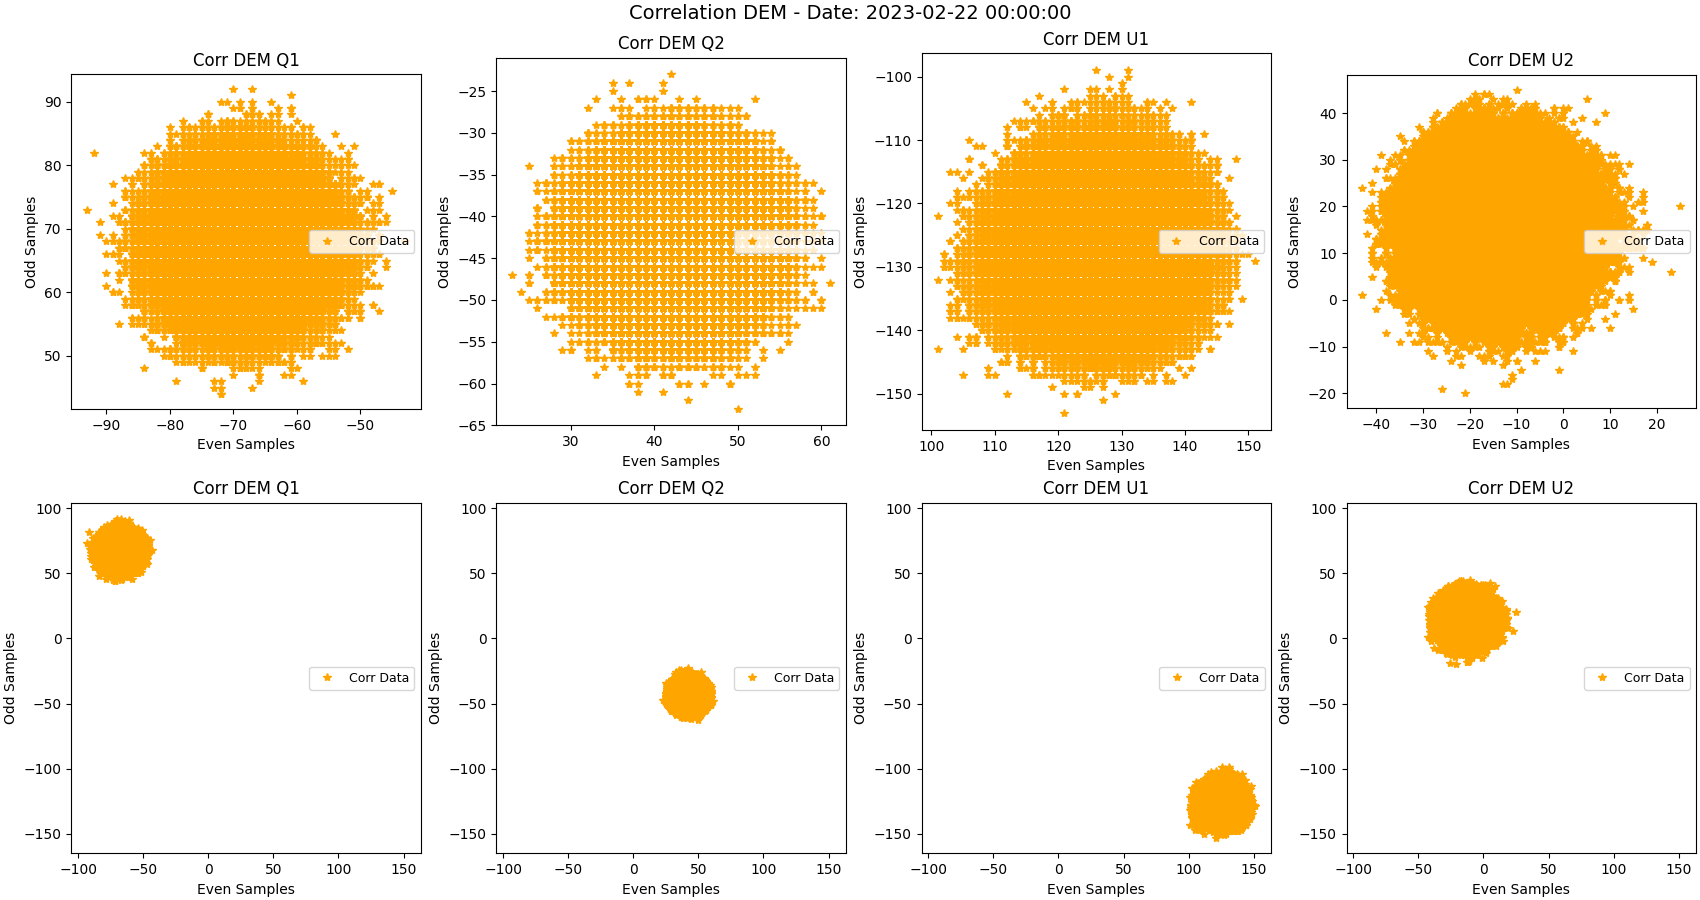 Correlation DEM - Date: 2023-02-22 00:00:00
Corr DEM Q1
Odd Samples
90
80
70
60
50
Corr Data
−90 −80 −70 −60 −50
Even Samples
Corr DEM Q2
Odd Samples
−25
−30
−35
−40
−45
−50
−55
−60
−65
Corr Data
30 40 50 60
Even Samples
Corr DEM U1
Odd Samples
−100
−110
−120
−130
−140
−150
Corr Data
100 110 120 130 140 150
Even Samples
Corr DEM U2
Odd Samples
40
30
20
10
0
−10
−20
Corr Data
−40 −30 −20 −10 0 10 20
Even Samples
Corr DEM Q1
Odd Samples
100
50
0
−50
−100
−150
Corr Data
−100 −50 0 50 100 150
Even Samples
Corr DEM Q2
Odd Samples
100
50
0
−50
−100
−150
Corr Data
−100 −50 0 50 100 150
Even Samples
Corr DEM U1
Odd Samples
100
50
0
−50
−100
−150
Corr Data
−100 −50 0 50 100 150
Even Samples
Corr DEM U2
Odd Samples
100
50
0
−50
−100
−150
Corr Data
−100 −50 0 50 100 150
Even Samples